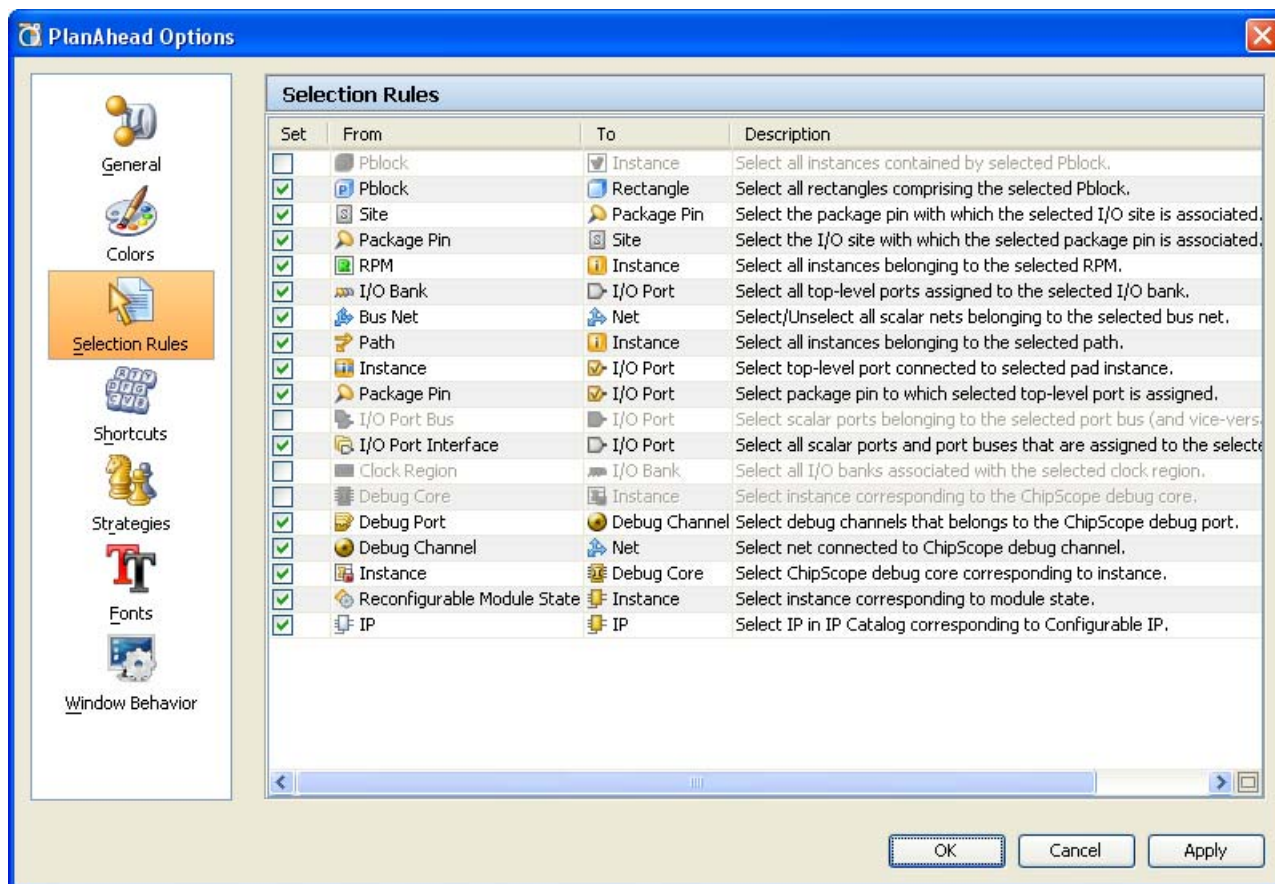 PlanAhead Options
General
Colors
Selection Rules
Shortcuts
Strategies
Fonts
Window Behavior
Selection Rules
Set From To Description
Pblock Instance Select all instances contained by selected Pblock.
Pblock Rectangle Select all rectangles comprising the selected Pblock.
Site Package Pin Select the package pin with which the selected I/O site is associated.
Package Pin Site Select the I/O site with which the selected package pin is associated.
RPM Instance Select all instances belonging to the selected RPM.
I/O Bank I/O Port Select all top-level ports assigned to the selected I/O bank.
Bus Net Net Select/Unselect all scalar nets belonging to the selected bus net.
Path Instance Select all instances belonging to the selected path.
Instance I/O Port Select top-level port connected to selected pad instance.
Package Pin I/O Port Select package pin to which selected top-level port is assigned.
I/O Port Bus I/O Port Select scalar ports belonging to the selected port bus (and vice-vers
I/O Port Interface I/O Port Select all scalar ports and port buses that are assigned to the selecte
Clock Region I/O Bank Select all I/O banks associated with the selected clock region.
Debug Core Instance Select instance corresponding to the ChipScope debug core.
Debug Port Debug Channel Select debug channels that belongs to the ChipScope debug port.
Debug Channel Net Select net connected to ChipScope debug channel.
Instance Debug Core Select ChipScope debug core corresponding to instance.
Reconfigurable Module State Instance Select instance corresponding to module state.
IP IP Select IP in IP Catalog corresponding to Configurable IP.
OK Cancel Apply